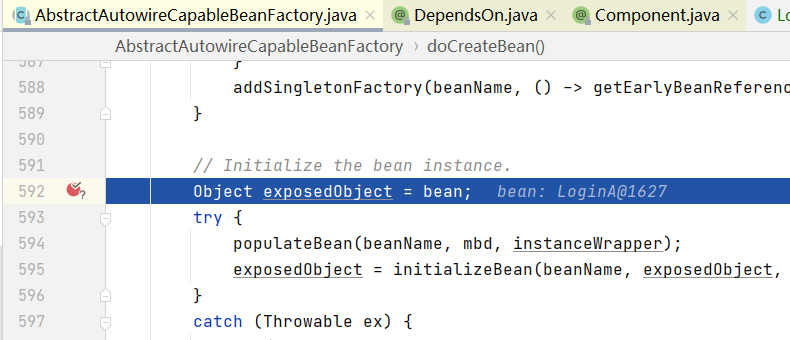 AbstractAutowireCapableBeanFactory.java × @ DependsOn.java × @ Component.java × C Lo
AbstractAutowireCapableBeanFactory › doCreateBean()
587 }
588 addSingletonFactory(beanName, () -> getEarlyBeanReferenc
589 }
590
591 // Initialize the bean instance.
592 Object exposedObject = bean; bean: LoginA@1627
593 try {
594 populateBean(beanName, mbd, instanceWrapper);
595 exposedObject = initializeBean(beanName, exposedObject,
596 }
597 catch (Throwable ex) {